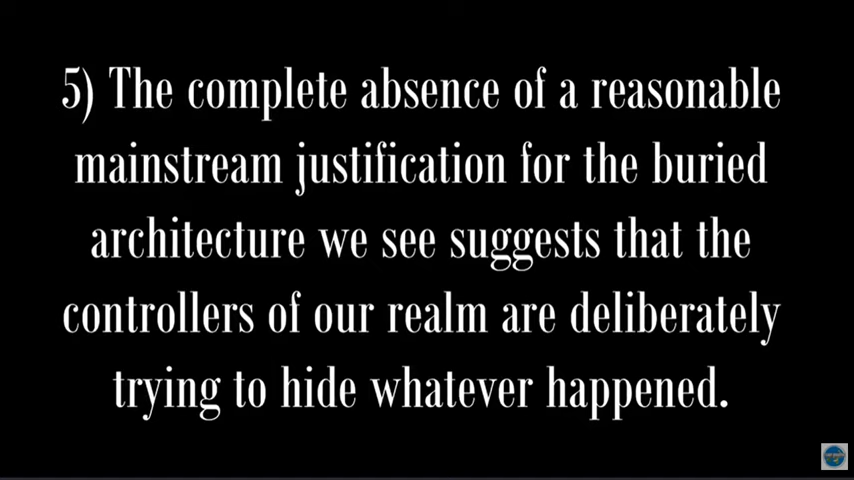 5) The complete absence of a reasonable
mainstream justification for the buried
architecture we see suggests that the
controllers of our realm are deliberately
trying to hide whatever happened.